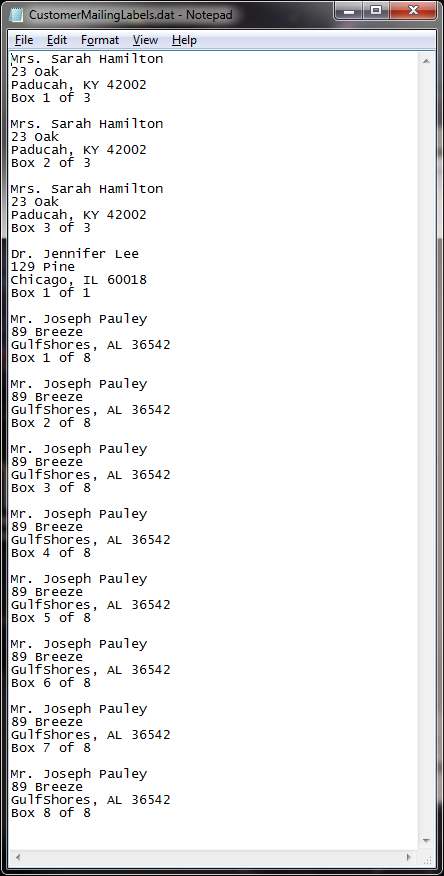 CustomerMailingLabels.dat - Notepad
File Edit Format View Help
Mrs. Sarah Hamilton
23 Oak
Paducah, KY 42002
Box 1 of 3

Mrs. Sarah Hamilton
23 Oak
Paducah, KY 42002
Box 2 of 3

Mrs. Sarah Hamilton
23 Oak
Paducah, KY 42002
Box 3 of 3

Dr. Jennifer Lee
129 Pine
Chicago, IL 60018
Box 1 of 1

Mr. Joseph Pauley
89 Breeze
GulfShores, AL 36542
Box 1 of 8

Mr. Joseph Pauley
89 Breeze
GulfShores, AL 36542
Box 2 of 8

Mr. Joseph Pauley
89 Breeze
GulfShores, AL 36542
Box 3 of 8

Mr. Joseph Pauley
89 Breeze
GulfShores, AL 36542
Box 4 of 8

Mr. Joseph Pauley
89 Breeze
GulfShores, AL 36542
Box 5 of 8

Mr. Joseph Pauley
89 Breeze
GulfShores, AL 36542
Box 6 of 8

Mr. Joseph Pauley
89 Breeze
GulfShores, AL 36542
Box 7 of 8

Mr. Joseph Pauley
89 Breeze
GulfShores, AL 36542
Box 8 of 8